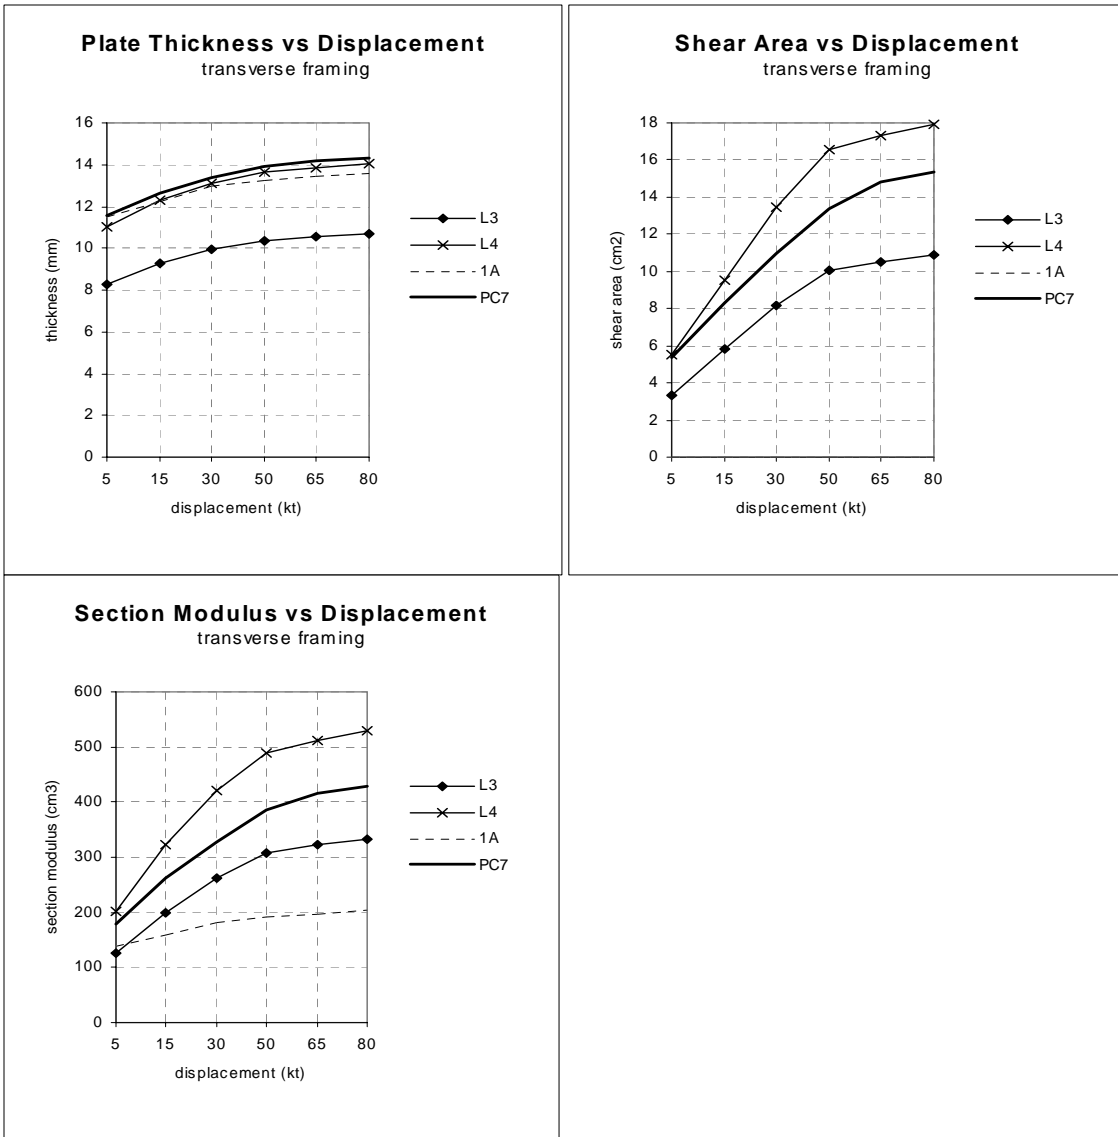 Plate Thickness vs Displacement
transverse framing
16
14
12
10
8
6
4
2
0
thickness (mm)
5 15 30 50 65 80
displacement (kt)
L3
L4
1A
PC7
Shear Area vs Displacement
transverse framing
18
16
14
12
10
8
6
4
2
0
shear area (cm2)
5 15 30 50 65 80
displacement (kt)
L3
L4
1A
PC7
Section Modulus vs Displacement
transverse framing
600
500
400
300
200
100
0
section modulus (cm3)
5 15 30 50 65 80
displacement (kt)
L3
L4
1A
PC7